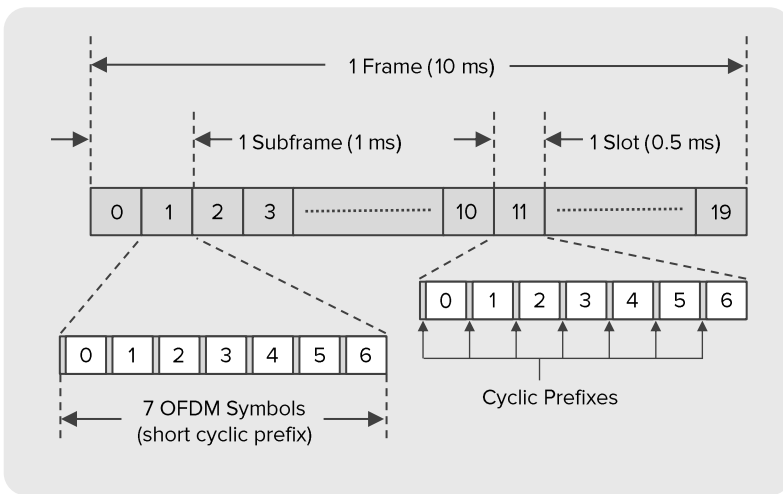 1 Frame (10 ms)
1 Subframe (1 ms)
1 Slot (0.5 ms)
0 1 2 3 10 11 19
0 1 2 3 4 5 6
0 1 2 3 4 5 6
Cyclic Prefixes
7 OFDM Symbols
(short cyclic prefix)